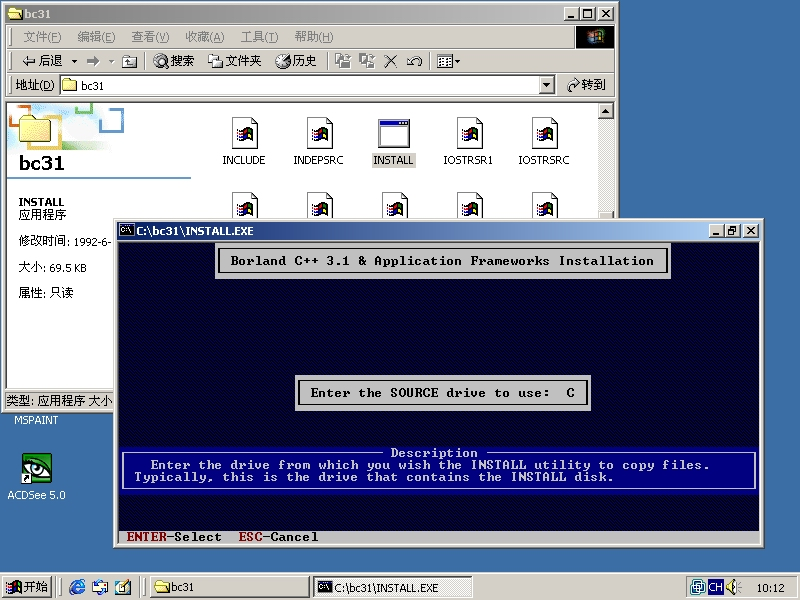 bc31
文件(F) 编辑(E) 查看(V) 收藏(A) 工具(T) 帮助(H)
后退 搜索 文件夹 历史
地址(D) bc31 转到
bc31
INSTALL
应用程序
修改时间: 1992-6-
大小: 69.5 KB
属性: 只读
INCLUDE INDEPSRC INSTALL IOSTRSR1 IOSTRSRC
类型: 应用程序 大小
C:\bc31\INSTALL.EXE
Borland C++ 3.1 & Application Frameworks Installation
Enter the SOURCE drive to use: C
Description
Enter the drive from which you wish the INSTALL utility to copy files.
Typically, this is the drive that contains the INSTALL disk.
ENTER-Select ESC-Cancel
MSPAINT
ACDSee 5.0
开始 bc31 C:\bc31\INSTALL.EXE CH 10:12